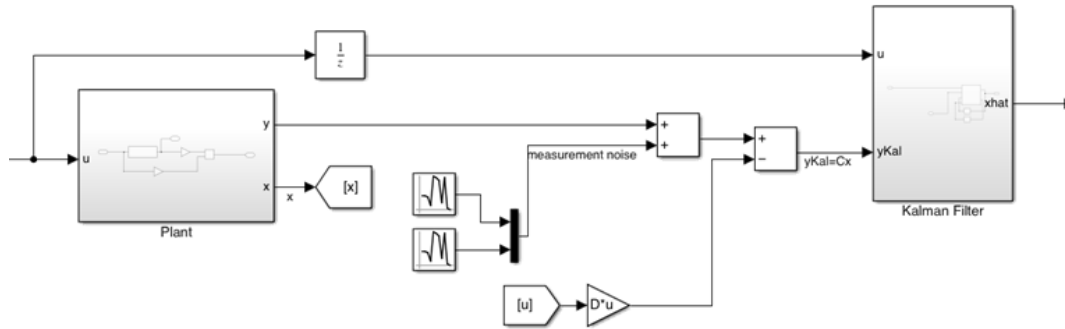 1
z
u
y
u
x
x
[x]
Plant
+
+
measurement noise
+
−
yKal=Cx
u
xhat
yKal
Kalman Filter
[u]
D*u